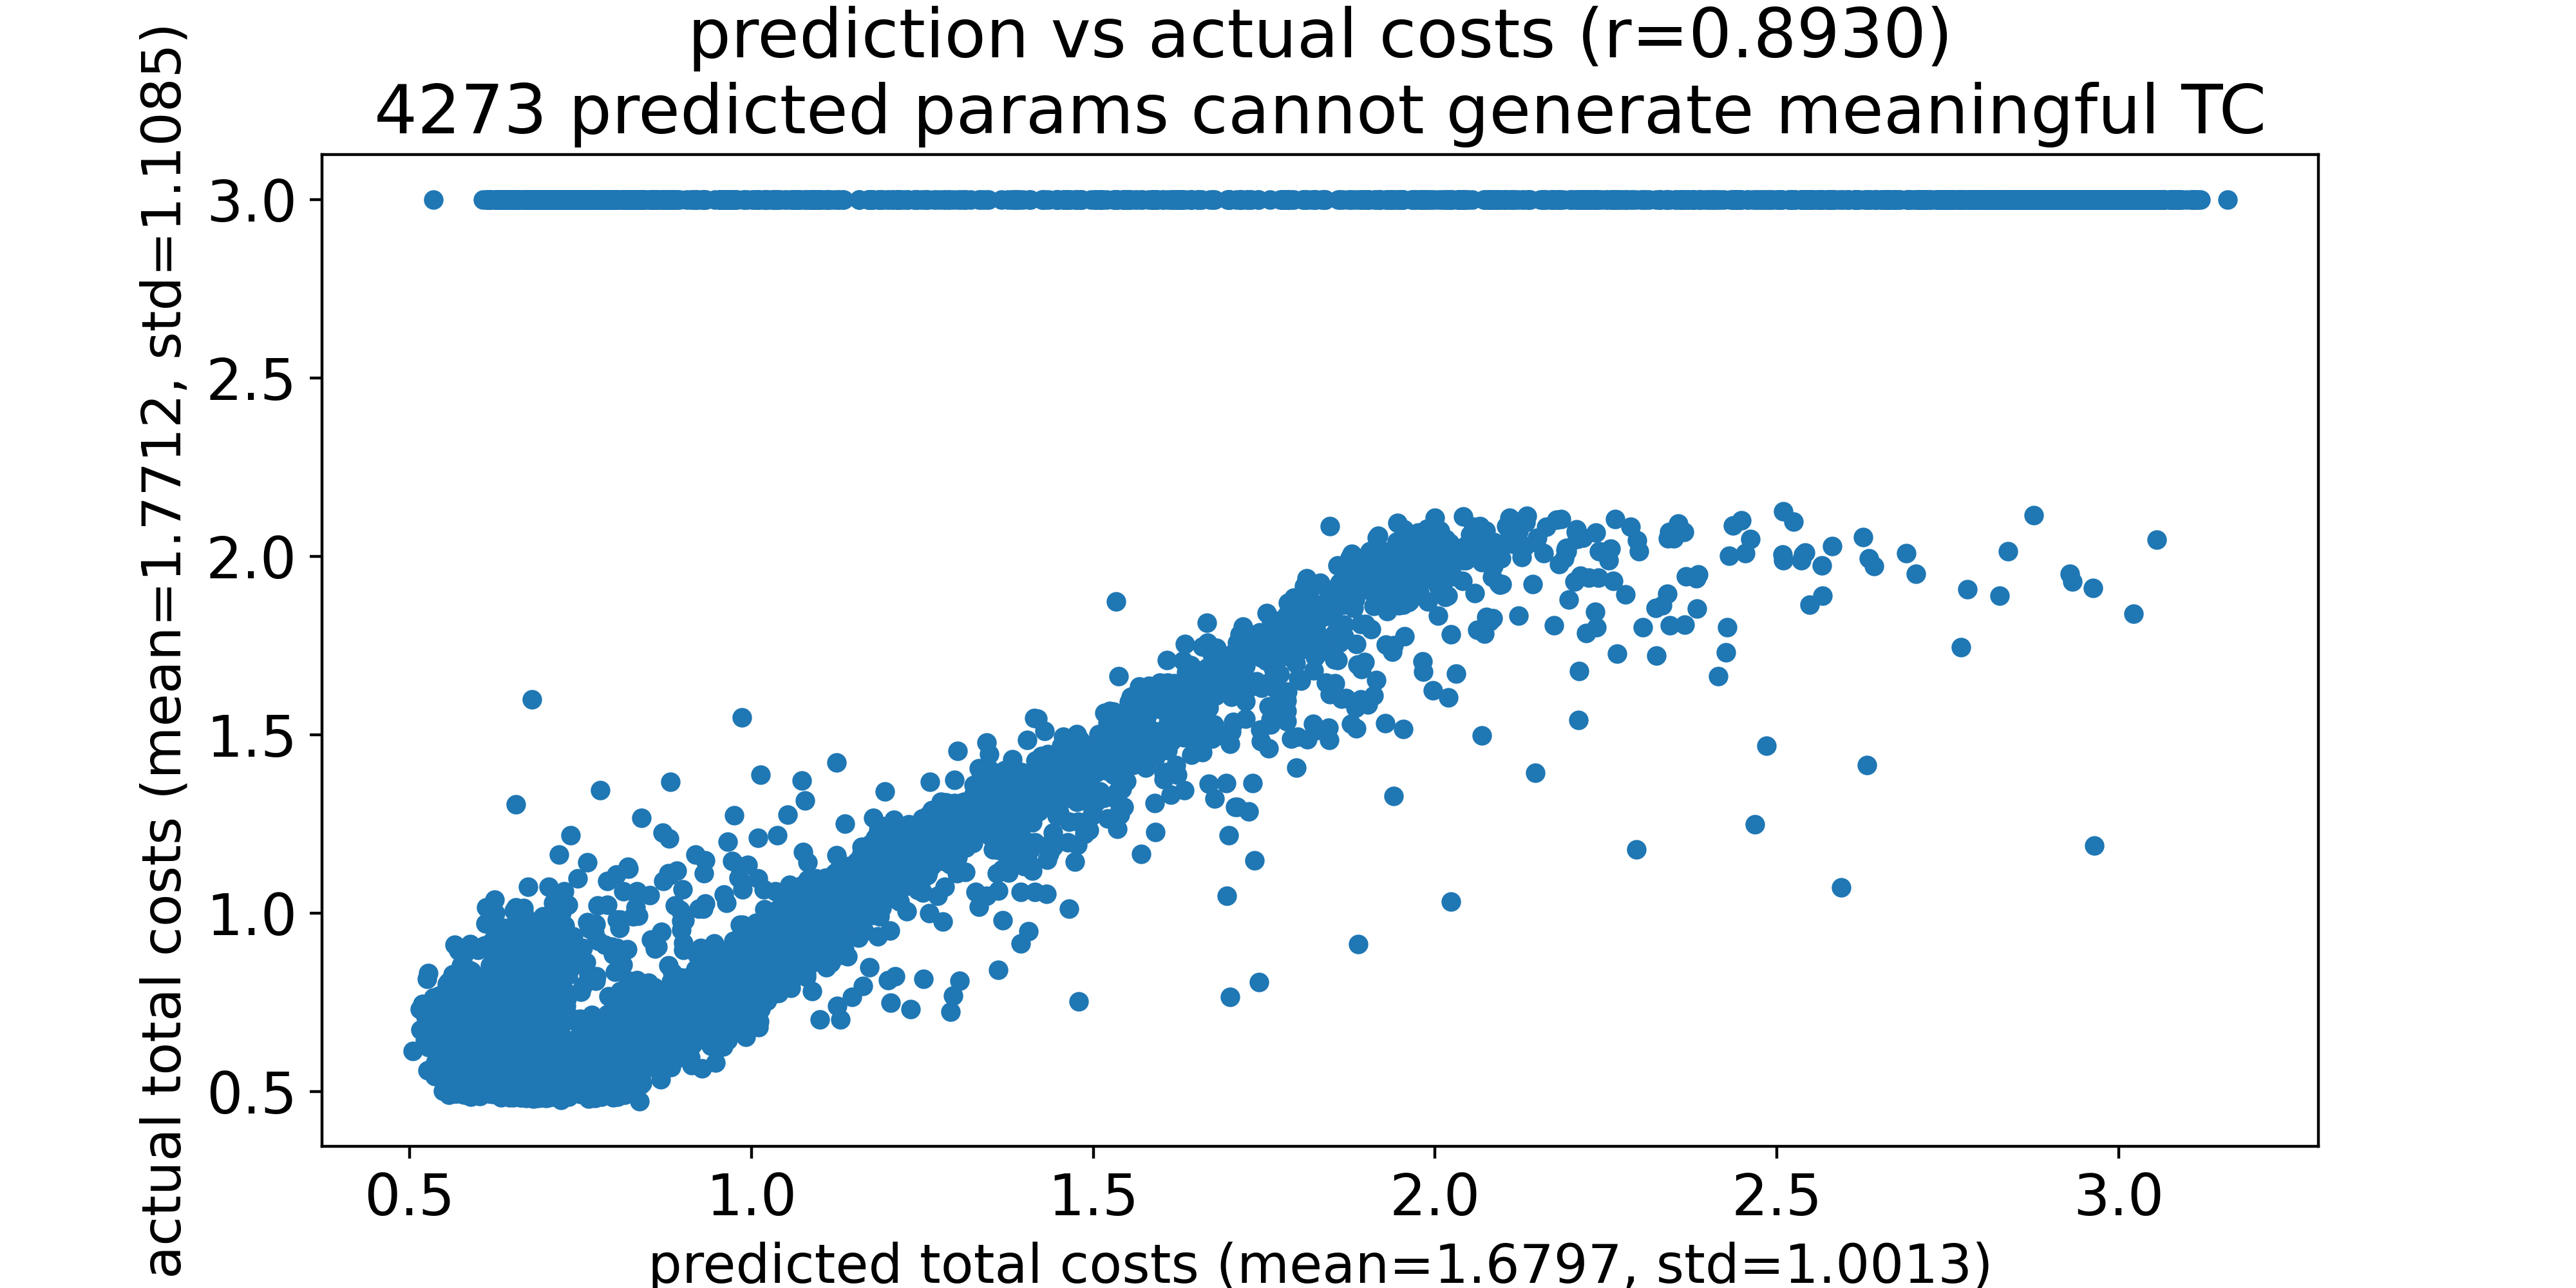 prediction vs actual costs (r=0.8930)
4273 predicted params cannot generate meaningful TC
actual total costs (mean=1.7712, std=1.1085)
3.0
2.5
2.0
1.5
1.0
0.5
0.5 1.0 1.5 2.0 2.5 3.0
predicted total costs (mean=1.6797, std=1.0013)